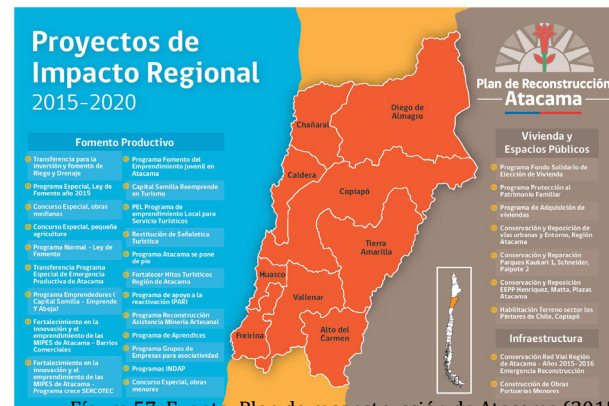 Proyectos de
Impacto Regional
2015-2020
Plan de Reconstrucción
Atacama
Fomento Productivo
Transferencia para la
inversión y fomento de
Riego y Drenaje
Programa Especial, Ley de
Fomento año 2015
Concurso Especial, obras
medianas
Concurso Especial, pequeña
agricultura
Programa Normal - Ley de
Fomento
Transferencia Programa
Especial de Emergencia
Productiva de Atacama
Programa Emprendedores (
Capital Semilla - Emprende
Y Abeja)
Fortalecimiento en la
innovación y el
emprendimiento de las
MIPES de Atacama - Barrios
Comerciales
Fortalecimiento en la
innovación y el
emprendimiento de las
MIPES de Atacama -
Programa crece SERCOTEC
Programa Fomento del
Emprendimiento juvenil en
Atacama
Capital Semilla Reemprende
en Turismo
PEL Programa de
emprendimiento Local para
Servicio Turísticos
Restitución de Señaletica
Turística
Programa Atacama se pone
de pie
Fortalecer Hitos Turísticos
Región de Atacama
Programa de apoyo a la
reactivación (PAR)
Programa Reconstrucción
Asistencia Minería Artesanal
Programa de Aprendices
Programa Grupos de
Empresas para asociatividad
Programas INDAP
Concurso Especial, obras
menores
Chañaral
Diego de
Almagro
Caldera
Copiapó
Tierra
Amarilla
Huasco
Vallenar
Freirina
Alto del
Carmen
Vivienda y
Espacios Públicos
Programa Fondo Solidario de
Elección de Vivienda
Programa Protección al
Patrimonio Familiar
Programa de Adquisición de
viviendas
Conservación y Reposición de
vías urbanas y Entorno, Región
Atacama
Conservación y Reparación
Parques Kaukari 1, Schneider,
Paipote 2
Conservación y Reposición
EEPP Henríquez, Matta, Plazas
Atacama
Habilitación Terreno sector los
Pintores de Chile, Copiapó
Infraestructura
Conservación Red Vial Región
de Atacama - Años 2015-2016
Emergencia Reconstrucción
Construcción de Obras
Portuarias Menores